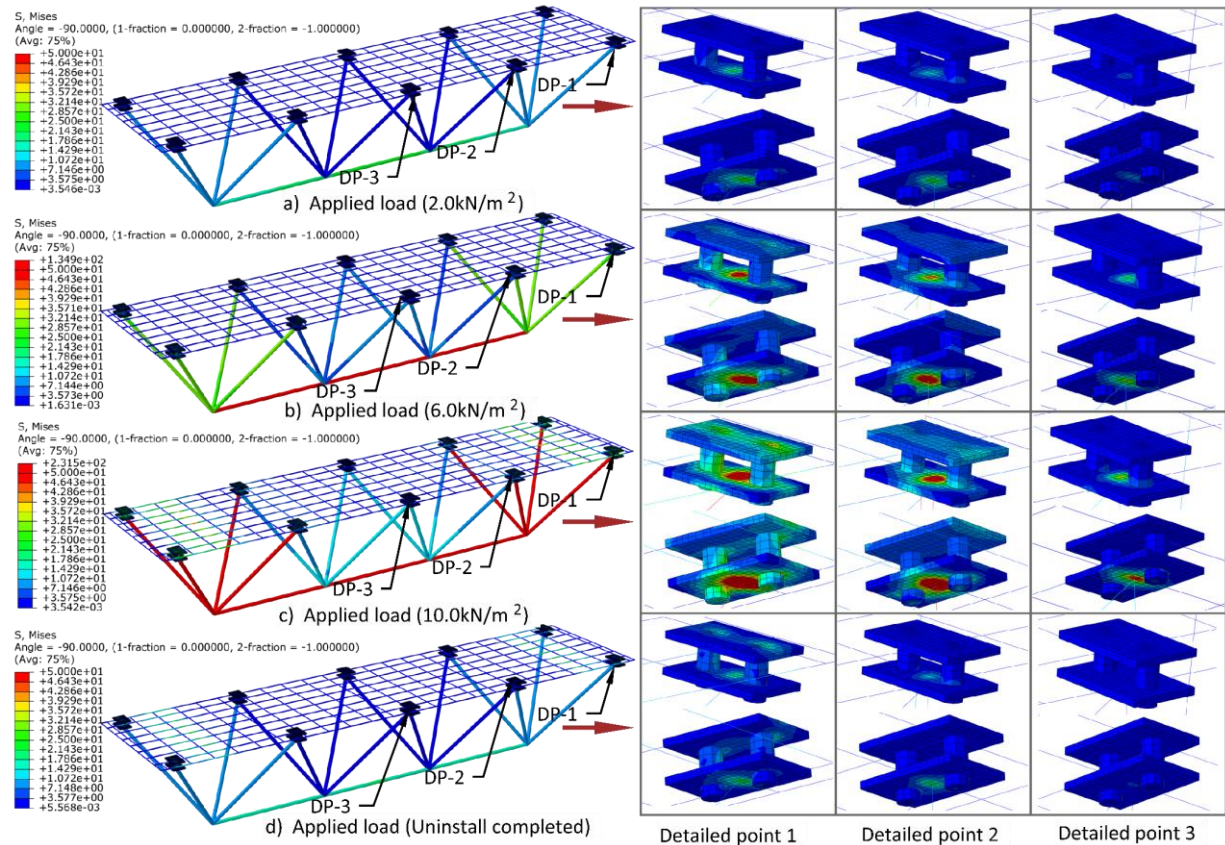 S, Mises
Angle = -90.0000, (1-fraction = 0.000000, 2-fraction = -1.000000)
(Avg: 75%)
+5.000e+01
+4.643e+01
+4.286e+01
+3.929e+01
+3.572e+01
+3.214e+01
+2.857e+01
+2.500e+01
+2.143e+01
+1.786e+01
+1.429e+01
+1.072e+01
+7.148e+00
+3.575e+00
+3.546e-03
DP-1
DP-2
DP-3
a) Applied load (2.0kN/m²)
S, Mises
Angle = -90.0000, (1-fraction = 0.000000, 2-fraction = -1.000000)
(Avg: 75%)
+1.349e+02
+5.000e+01
+4.643e+01
+4.286e+01
+3.929e+01
+3.571e+01
+3.214e+01
+2.857e+01
+2.500e+01
+2.143e+01
+1.786e+01
+1.429e+01
+1.072e+01
+7.144e+00
+3.573e+00
+1.631e-03
DP-1
DP-2
DP-3
b) Applied load (6.0kN/m²)
S, Mises
Angle = -90.0000, (1-fraction = 0.000000, 2-fraction = -1.000000)
(Avg: 75%)
+2.315e+02
+5.000e+01
+4.643e+01
+4.286e+01
+3.929e+01
+3.571e+01
+3.214e+01
+2.857e+01
+2.500e+01
+2.143e+01
+1.786e+01
+1.429e+01
+1.072e+01
+7.146e+00
+3.575e+00
+3.542e-03
DP-1
DP-2
DP-3
c) Applied load (10.0kN/m²)
S, Mises
Angle = -90.0000, (1-fraction = 0.000000, 2-fraction = -1.000000)
(Avg: 75%)
+5.000e+01
+4.643e+01
+4.286e+01
+3.929e+01
+3.572e+01
+3.214e+01
+2.857e+01
+2.500e+01
+2.143e+01
+1.786e+01
+1.429e+01
+1.072e+01
+7.148e+00
+3.577e+00
+5.568e-03
DP-1
DP-2
DP-3
d) Applied load (Uninstall completed)
Detailed point 1
Detailed point 2
Detailed point 3